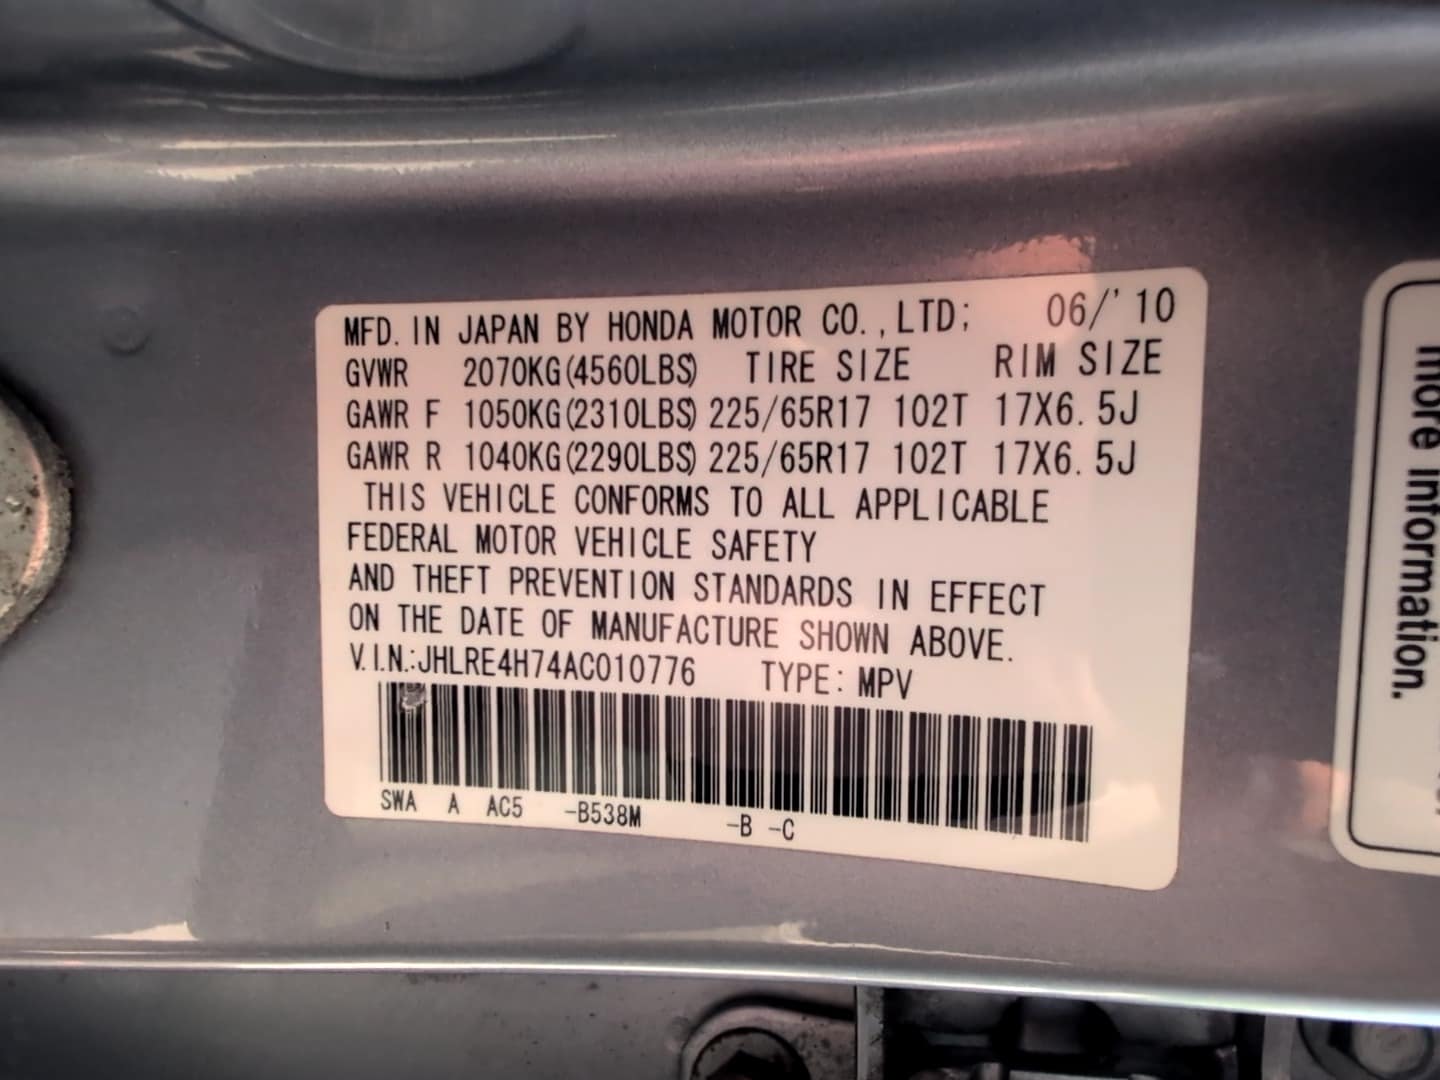 MFD. IN JAPAN BY HONDA MOTOR CO.,LTD; 06/'10
GVWR 2070KG(4560LBS) TIRE SIZE RIM SIZE
GAWR F 1050KG(2310LBS) 225/65R17 102T 17X6.5J
GAWR R 1040KG(2290LBS) 225/65R17 102T 17X6.5J
THIS VEHICLE CONFORMS TO ALL APPLICABLE
FEDERAL MOTOR VEHICLE SAFETY
AND THEFT PREVENTION STANDARDS IN EFFECT
ON THE DATE OF MANUFACTURE SHOWN ABOVE.
V.I.N.:JHLRE4H74AC010776 TYPE: MPV
SWA A AC5 -B538M -B -C
more information.